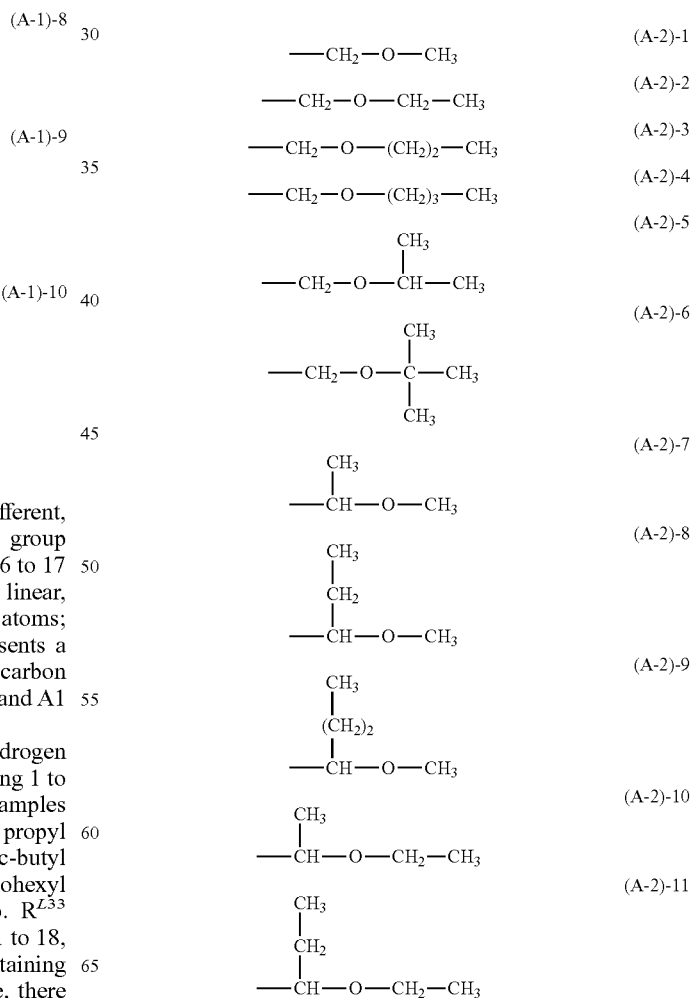 (A-1)-8
(A-1)-9
(A-1)-10
fferent,
group
6 to 17
linear,
atoms;
sents a
carbon
and A1
drogen
ng 1 to
amples
propyl
c-butyl
ohexyl
o. R^{L33}
1 to 18,
taining
e, there
30
35
40
45
50
55
60
65
(A-2)-1
—CH₂—O—CH₃
(A-2)-2
—CH₂—O—CH₂—CH₃
(A-2)-3
—CH₂—O—(CH₂)₂—CH₃
(A-2)-4
—CH₂—O—(CH₂)₃—CH₃
(A-2)-5
CH₃
—CH₂—O—CH—CH₃
(A-2)-6
CH₃
—CH₂—O—C—CH₃
CH₃
(A-2)-7
CH₃
—CH—O—CH₃
(A-2)-8
CH₃
CH₂
—CH—O—CH₃
(A-2)-9
CH₃
(CH₂)₂
—CH—O—CH₃
(A-2)-10
CH₃
—CH—O—CH₂—CH₃
(A-2)-11
CH₃
CH₂
—CH—O—CH₂—CH₃